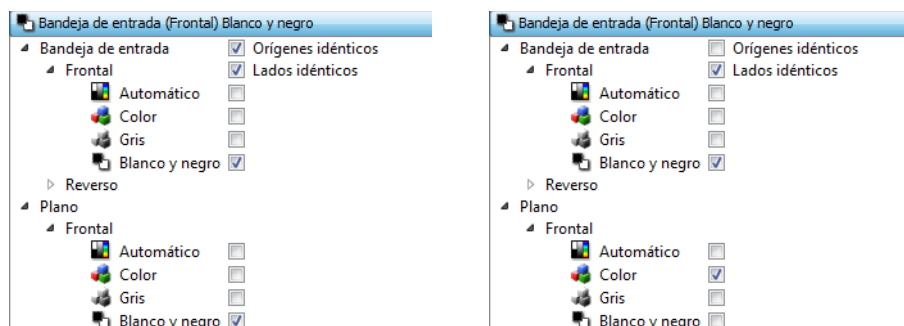 Bandeja de entrada (Frontal) Blanco y negro
Bandeja de entrada Orígenes idénticos
Frontal Lados idénticos
Automático
Color
Gris
Blanco y negro
Reverso
Plano
Frontal
Automático
Color
Gris
Blanco y negro
Bandeja de entrada (Frontal) Blanco y negro
Bandeja de entrada Orígenes idénticos
Frontal Lados idénticos
Automático
Color
Gris
Blanco y negro
Reverso
Plano
Frontal
Automático
Color
Gris
Blanco y negro